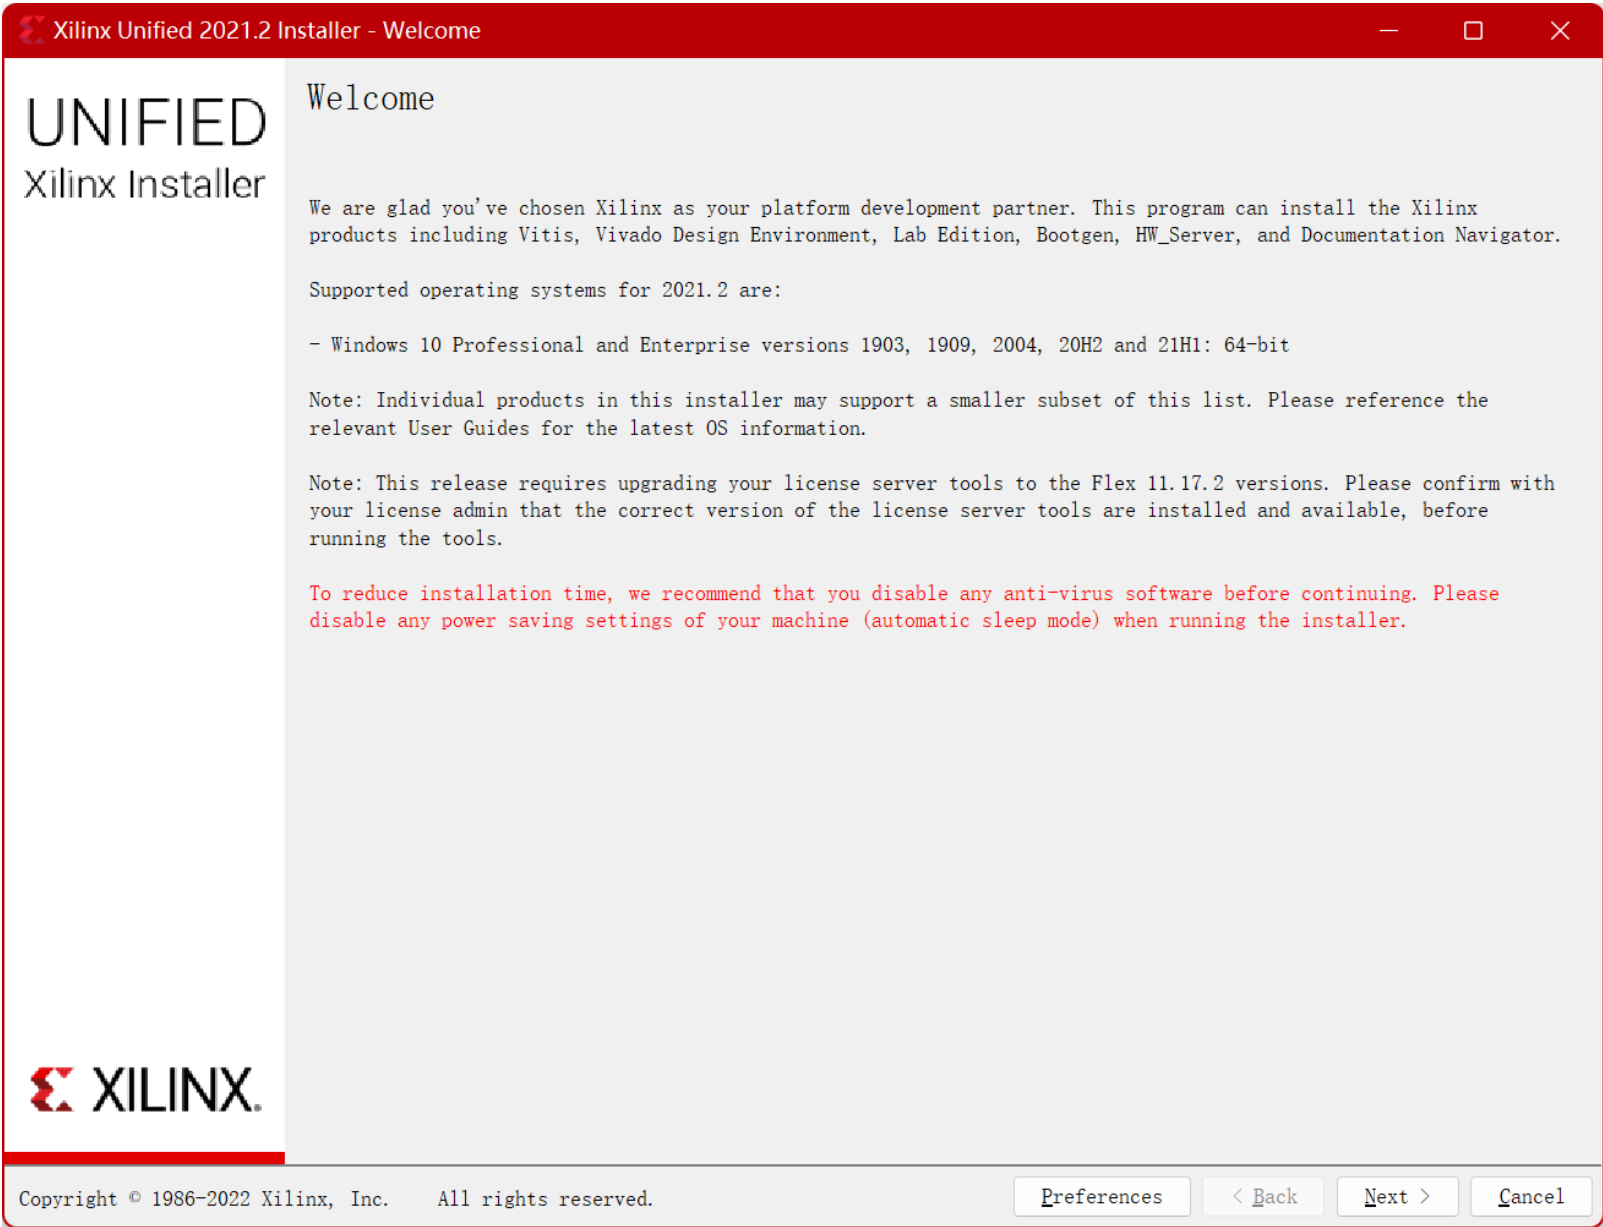 Xilinx Unified 2021.2 Installer - Welcome
UNIFIED
Xilinx Installer
Welcome
We are glad you've chosen Xilinx as your platform development partner. This program can install the Xilinx
products including Vitis, Vivado Design Environment, Lab Edition, Bootgen, HW_Server, and Documentation Navigator.
Supported operating systems for 2021.2 are:
- Windows 10 Professional and Enterprise versions 1903, 1909, 2004, 20H2 and 21H1: 64-bit
Note: Individual products in this installer may support a smaller subset of this list. Please reference the
relevant User Guides for the latest OS information.
Note: This release requires upgrading your license server tools to the Flex 11.17.2 versions. Please confirm with
your license admin that the correct version of the license server tools are installed and available, before
running the tools.
To reduce installation time, we recommend that you disable any anti-virus software before continuing. Please
disable any power saving settings of your machine (automatic sleep mode) when running the installer.
XILINX.
Copyright © 1986-2022 Xilinx, Inc. All rights reserved.
Preferences
< Back
Next >
Cancel